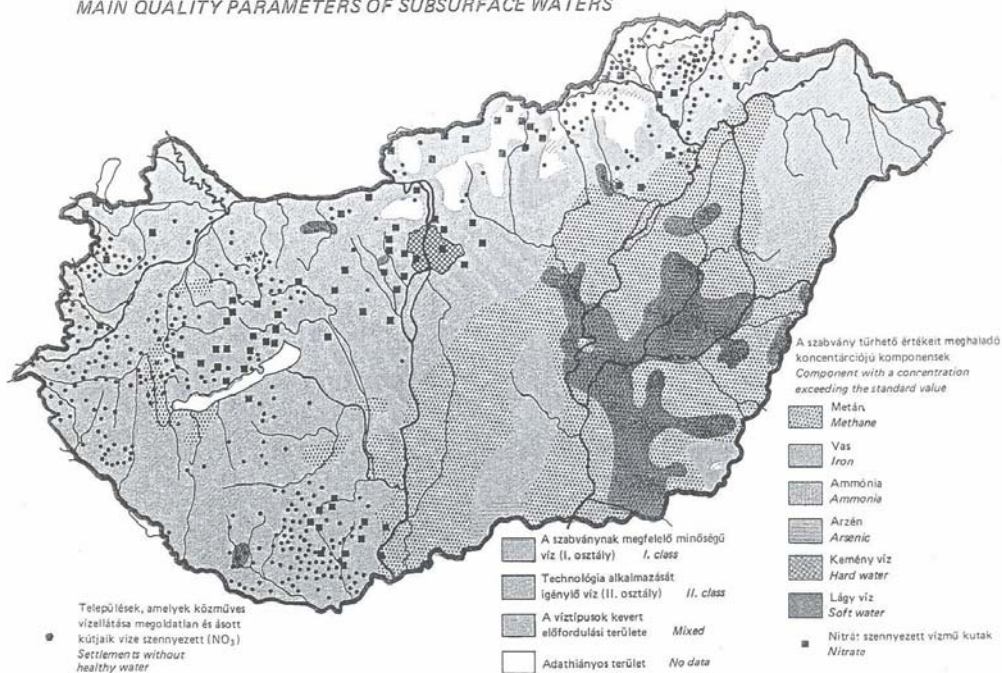 MAIN QUALITY PARAMETERS OF SUBSURFACE WATERS
A szabvány tűrhető értékeit meghaladó
koncentárciójú komponensek
Component with a concentration
exceeding the standard value
Metán
Methane
Vas
Iron
Ammónia
Ammonia
Arzén
Arsenic
Kemény víz
Hard water
Lágy víz
Soft water
Nitrát szennyezett vízmű kutak
Nitrate
A szabványnak megfelelő minőségű
víz (I. osztály) I. class
Technológia alkalmazását
igénylő víz (II. osztály) II. class
A víztípusok kevert
előfordulási területe Mixed
Adathiányos terület No data
Települések, amelyek közműves
vízellátása megoldatlan és ásott
kútjaik vize szennyezett (NO₃)
Settlements without
healthy water